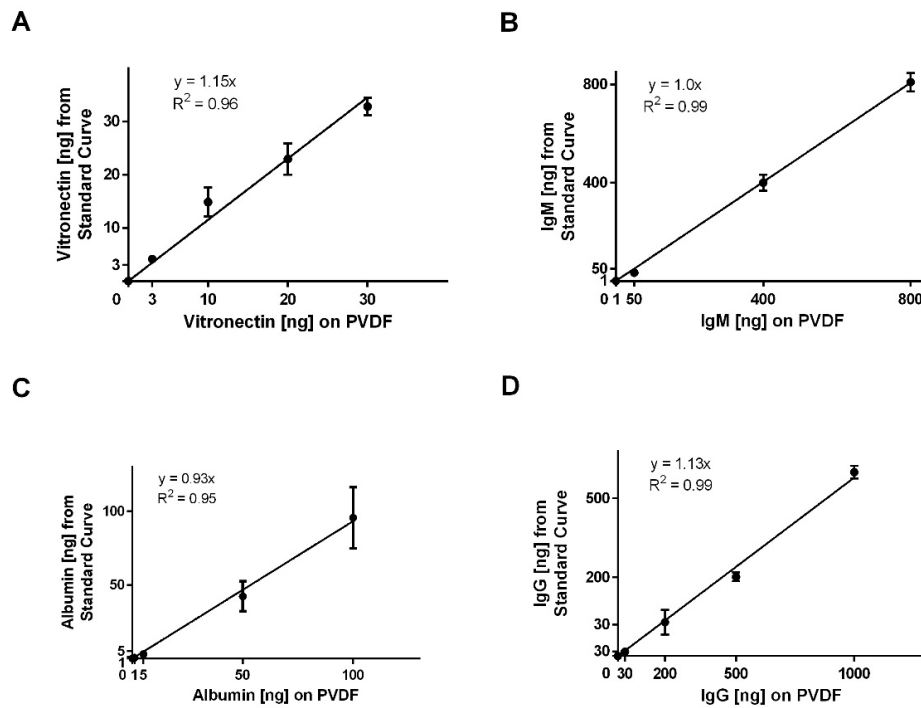 A
y = 1.15x
R² = 0.96
Vitronectin [ng] from
Standard Curve
30
20
10
3
0 3 10 20 30
Vitronectin [ng] on PVDF
B
y = 1.0x
R² = 0.99
IgM [ng] from
Standard Curve
800
400
50
1
0 1 50 400 800
IgM [ng] on PVDF
C
y = 0.93x
R² = 0.95
Albumin [ng] from
Standard Curve
100
50
5
1
0 1 5 50 100
Albumin [ng] on PVDF
D
y = 1.13x
R² = 0.99
IgG [ng] from
Standard Curve
500
200
30
30
0 30 200 500 1000
IgG [ng] on PVDF